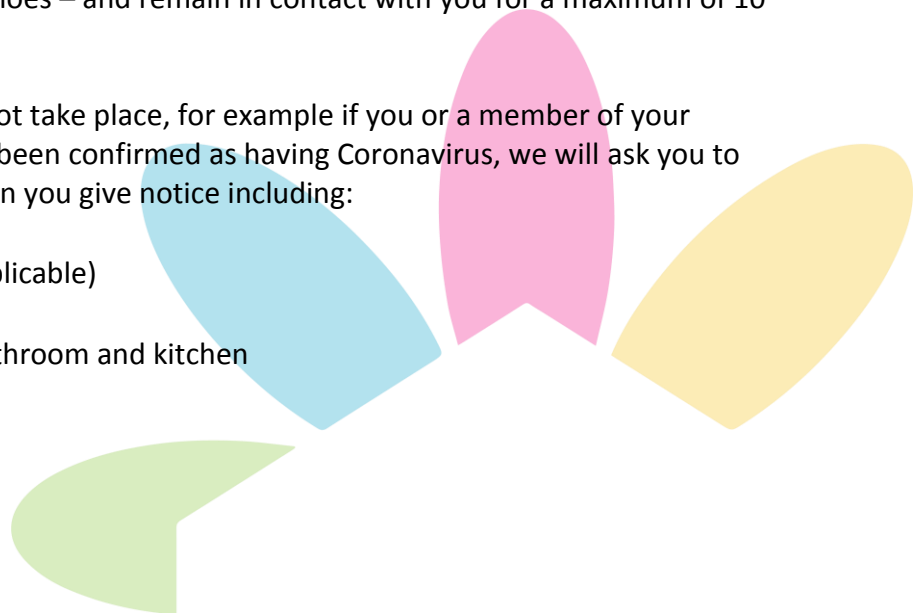 – and remain in contact with you for a maximum of 10
ot take place, for example if you or a member of your
been confirmed as having Coronavirus, we will ask you to
n you give notice including:
plicable)
throom and kitchen